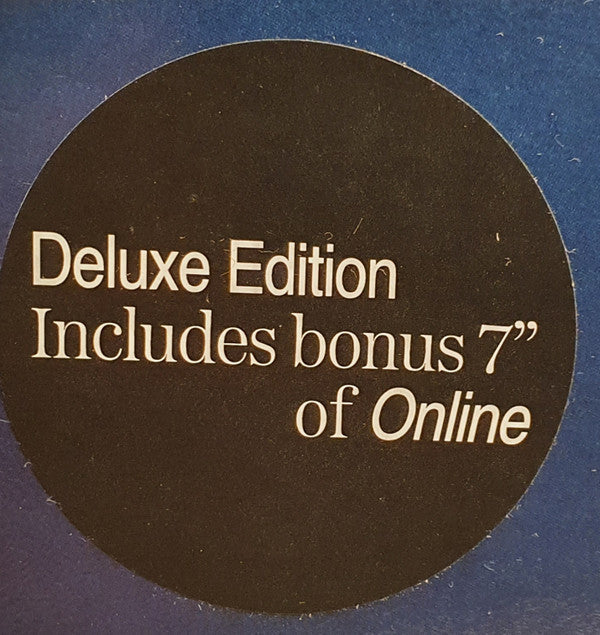 Deluxe Edition
Includes bonus 7”
of Online